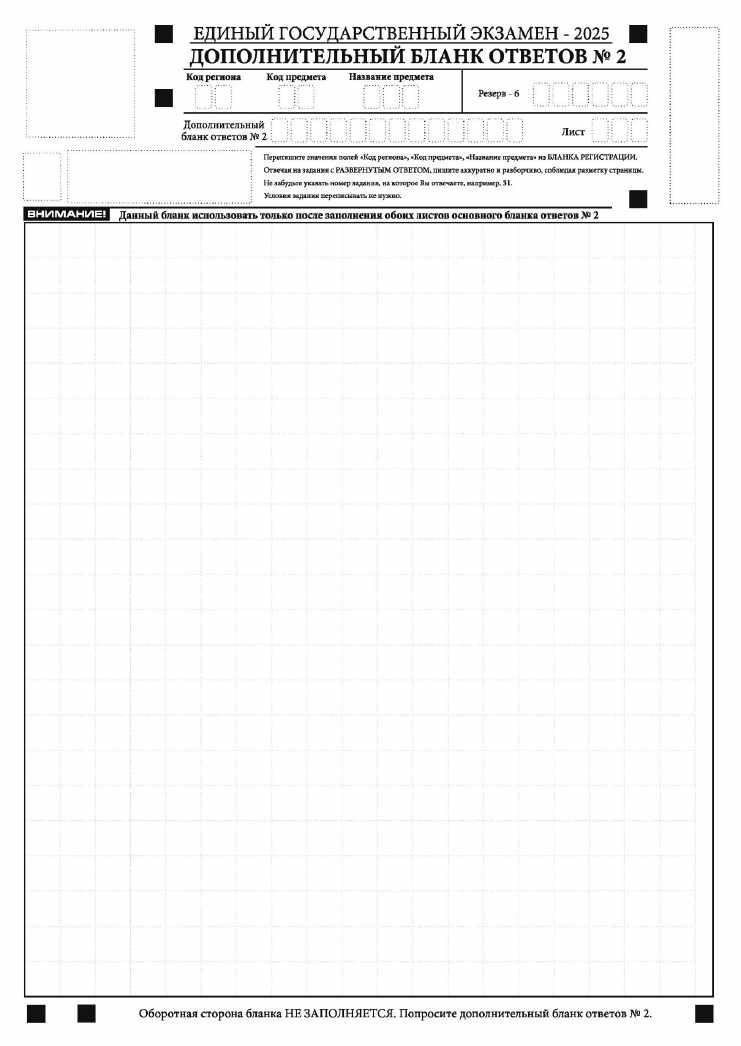 ЕДИНЫЙ ГОСУДАРСТВЕННЫЙ ЭКЗАМЕН - 2025
ДОПОЛНИТЕЛЬНЫЙ БЛАНК ОТВЕТОВ № 2
Код региона Код предмета Название предмета
Резерв - 6
Дополнительный
бланк ответов № 2
Лист
Перепишите значения полей «Код региона», «Код предмета», «Название предмета» из БЛАНКА РЕГИСТРАЦИИ.
Отвечая на задания с РАЗВЕРНУТЫМ ОТВЕТОМ, пишите аккуратно и разборчиво, соблюдая разметку страницы.
Не забудьте указать номер задания, на которое Вы отвечаете, например, 31.
Условия задания переписывать не нужно.
ВНИМАНИЕ! Данный бланк использовать только после заполнения обоих листов основного бланка ответов № 2
Оборотная сторона бланка НЕ ЗАПОЛНЯЕТСЯ. Попросите дополнительный бланк ответов № 2.